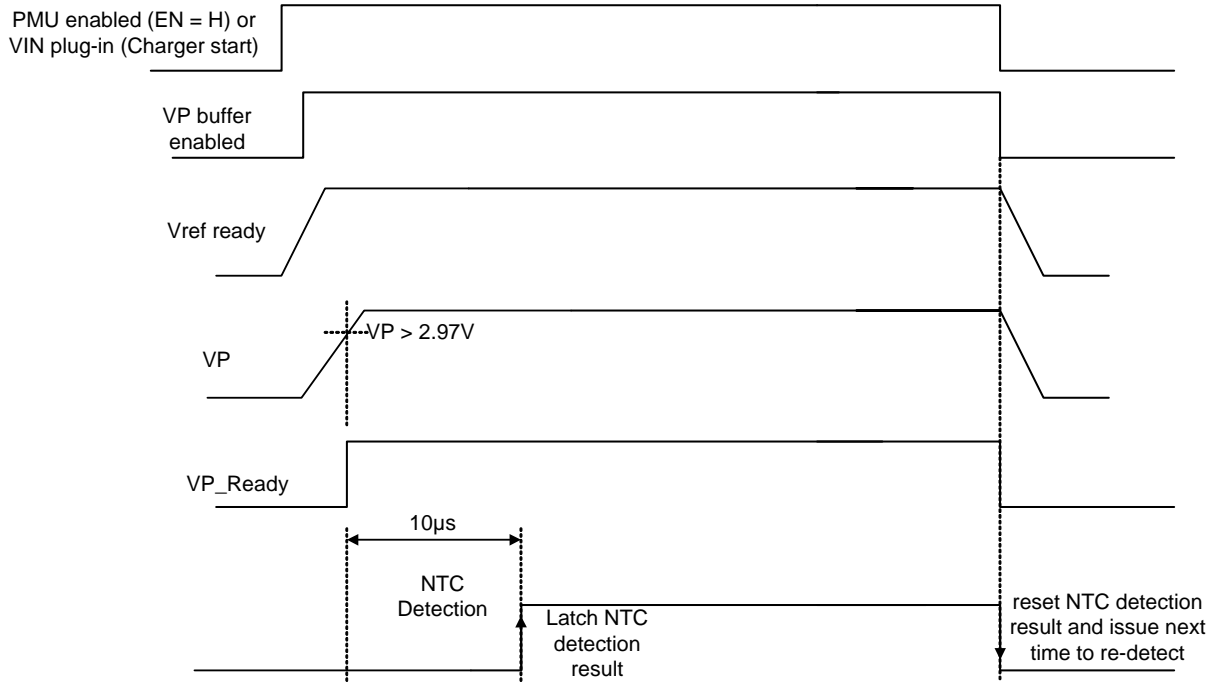 PMU enabled (EN = H) or
VIN plug-in (Charger start)
VP buffer
enabled
Vref ready
VP > 2.97V
VP
VP_Ready
10µs
NTC
Detection
Latch NTC
detection
result
reset NTC detection
result and issue next
time to re-detect